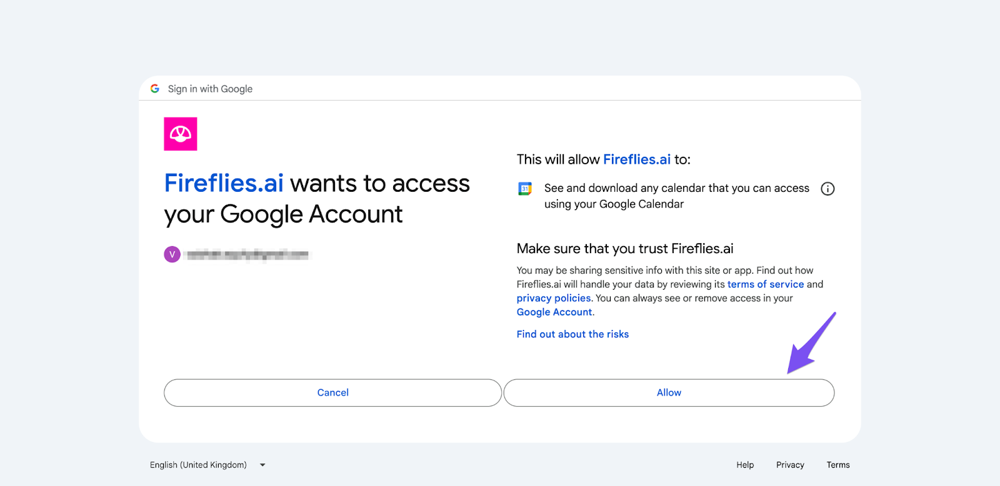 Sign in with Google
Fireflies.ai wants to access
your Google Account
V
This will allow Fireflies.ai to:
31
See and download any calendar that you can access
using your Google Calendar
Make sure that you trust Fireflies.ai
You may be sharing sensitive info with this site or app. Find out how
Fireflies.ai will handle your data by reviewing its terms of service and
privacy policies. You can always see or remove access in your
Google Account.
Find out about the risks
Cancel
Allow
English (United Kingdom)
Help
Privacy
Terms